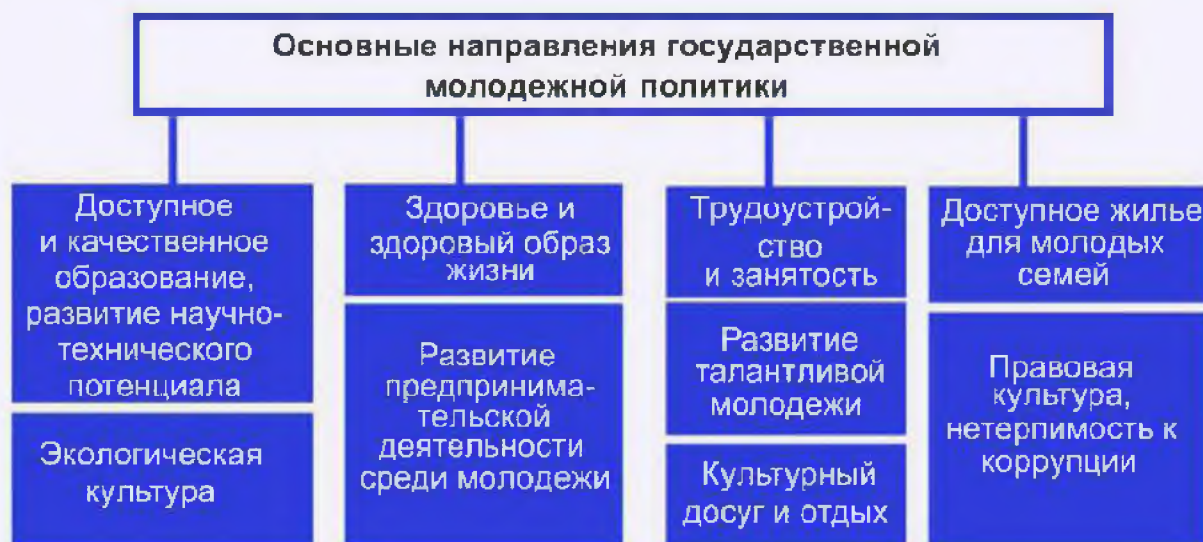 Основные направления государственной
молодежной политики
Доступное
и качественное
образование,
развитие научно-
технического
потенциала
Экологическая
культура
Здоровье и
здоровый образ
жизни
Развитие
предпринима-
тельской
деятельности
среди молодежи
Трудоустрой-
ство
и занятость
Развитие
талантливой
молодежи
Культурный
досуг и отдых
Доступное жилье
для молодых
семей
Правовая
культура,
нетерпимость к
коррупции